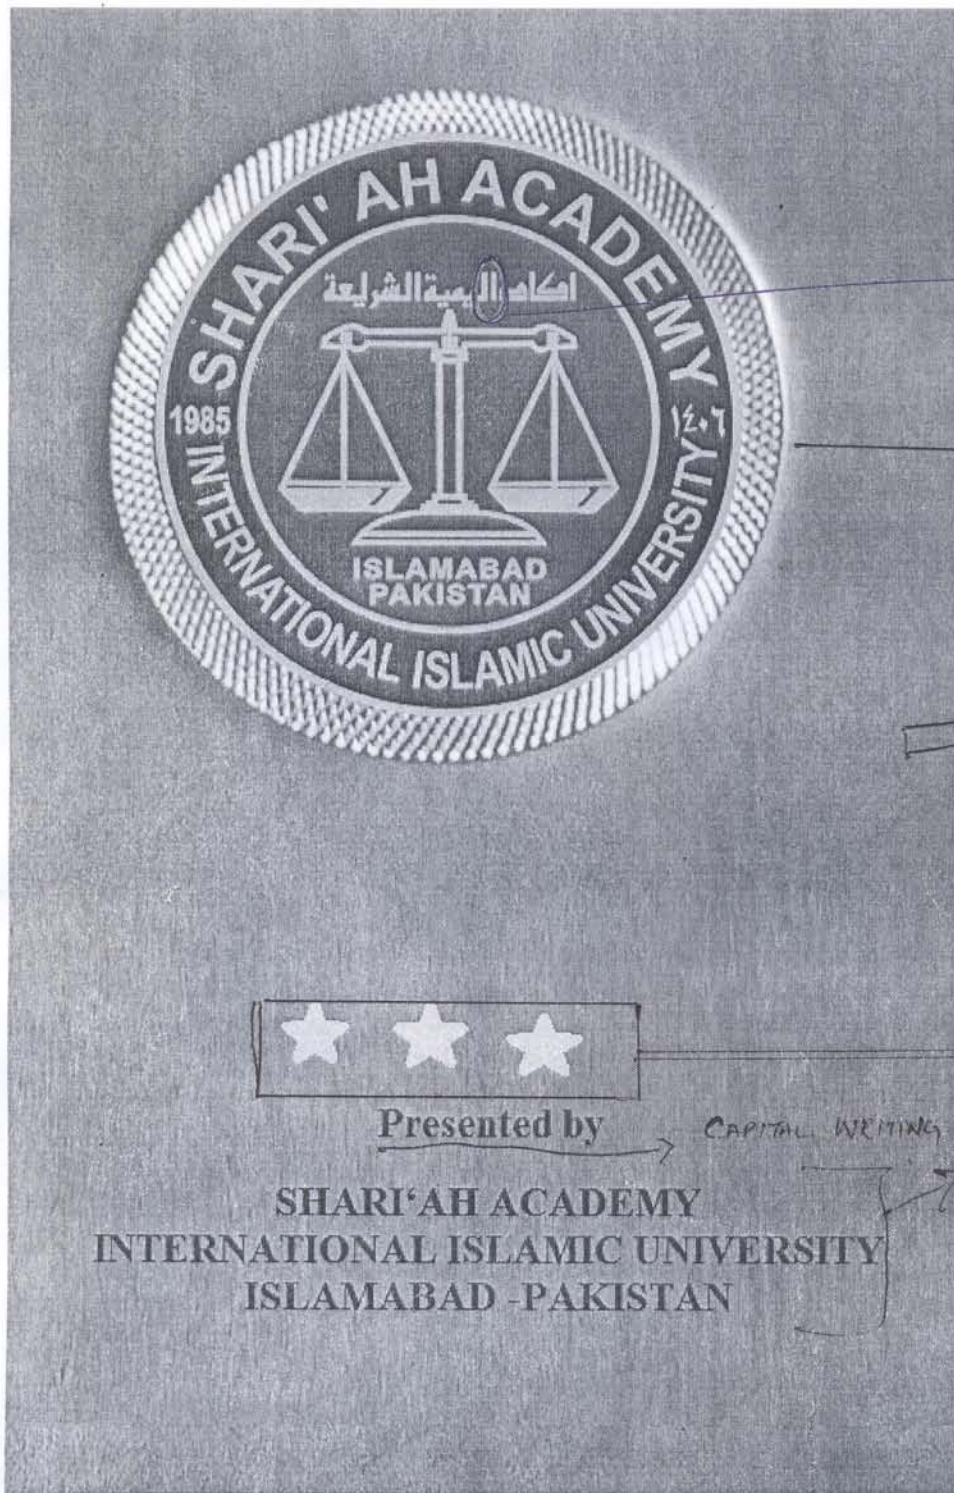 SHARI' AH ACADEMY
الشريعة
1985
١٤٠٦
ISLAMABAD
PAKISTAN
INTERNATIONAL ISLAMIC UNIVERSITY
Presented by
CAPITAL WRITING
SHARI‘AH ACADEMY
INTERNATIONAL ISLAMIC UNIVERSITY
ISLAMABAD -PAKISTAN